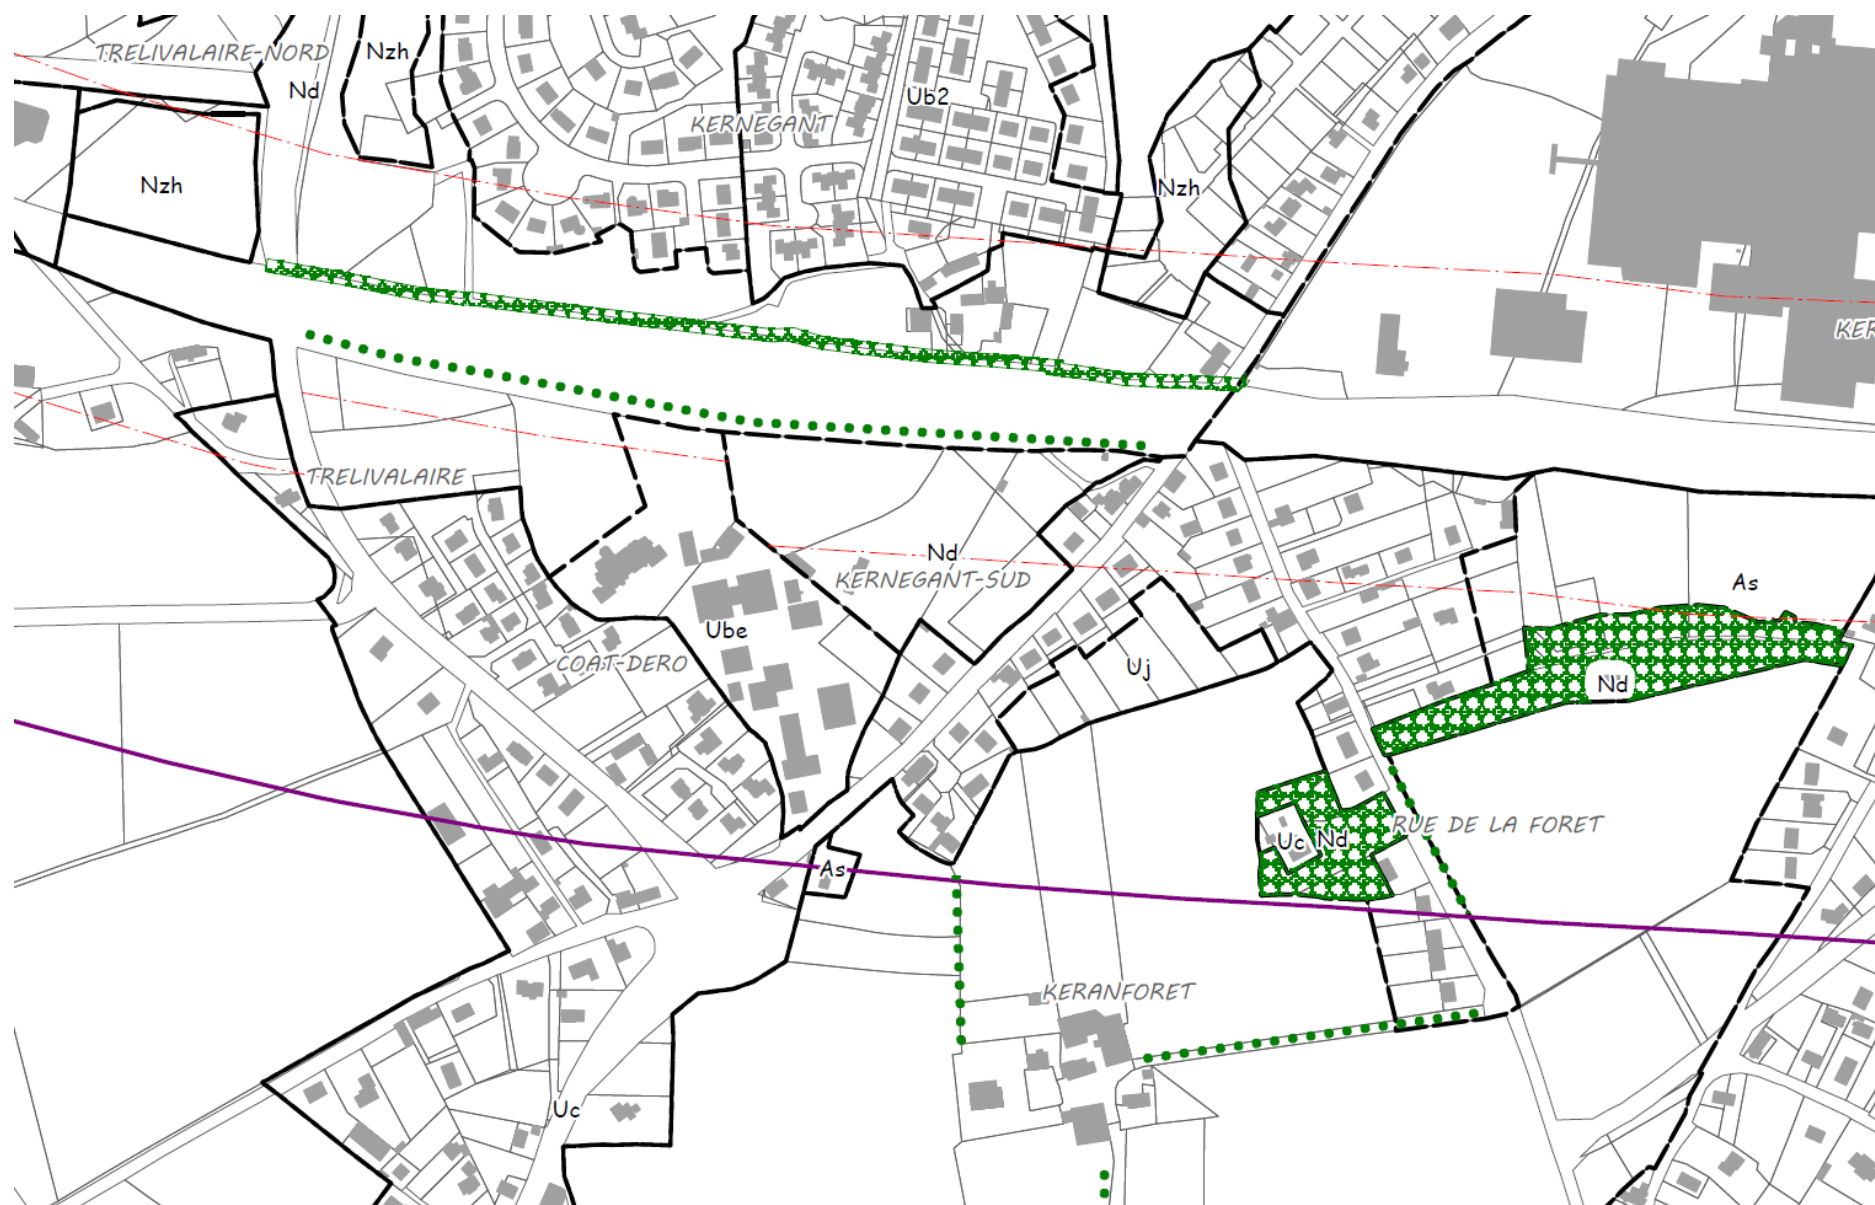 TRELIVALAIRE-NORD
Nzh
Nd
Ub2
KERNEGANT
Nzh
Nzh
KER
TRELIVALAIRE
Nd
KERNEGANT-SUD
As
Ube
COAT-DERO
Uj
Nd
RUE DE LA FORET
Uc
Nd
As
KERANFORET
Uc